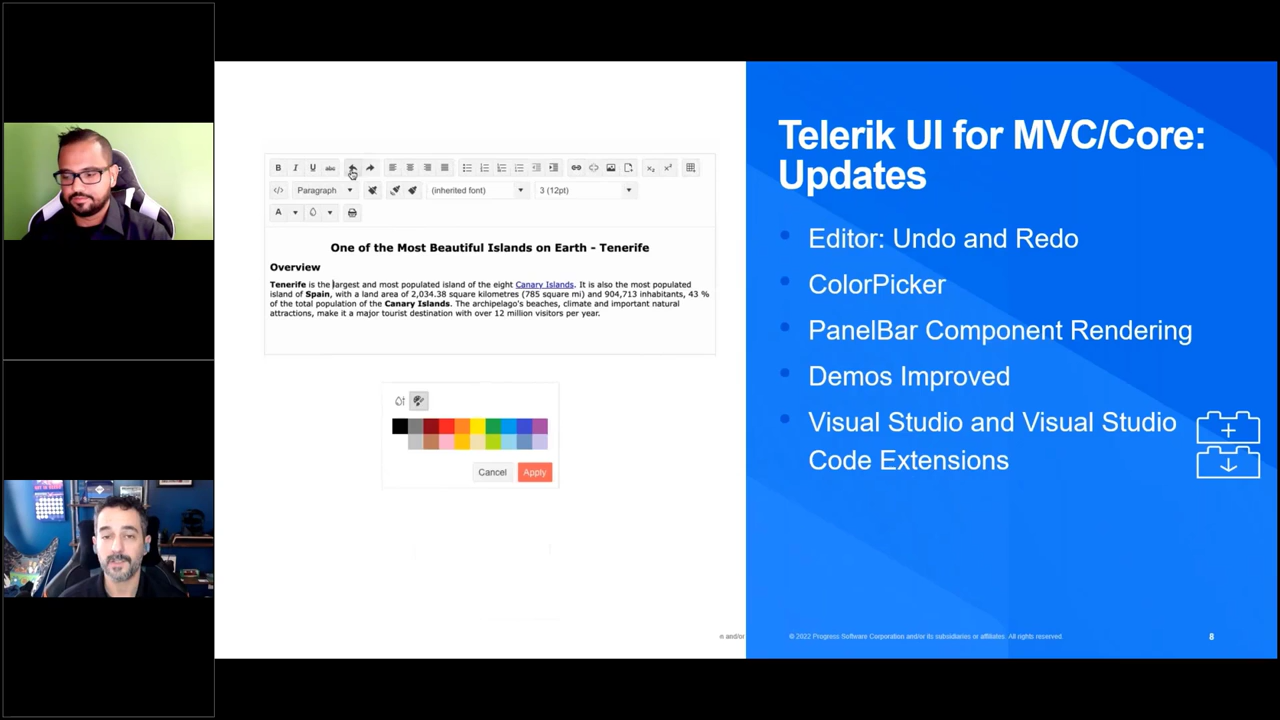 B I U abc
Paragraph (inherited font) 3 (12pt)
A
One of the Most Beautiful Islands on Earth - Tenerife
Overview
Tenerife is the largest and most populated island of the eight Canary Islands. It is also the most populated
island of Spain, with a land area of 2,034.38 square kilometres (785 square mi) and 904,713 inhabitants, 43 %
of the total population of the Canary Islands. The archipelago's beaches, climate and important natural
attractions, make it a major tourist destination with over 12 million visitors per year.
Cancel Apply
n and/or
Telerik UI for MVC/Core:
Updates
• Editor: Undo and Redo
• ColorPicker
• PanelBar Component Rendering
• Demos Improved
• Visual Studio and Visual Studio
Code Extensions
© 2022 Progress Software Corporation and/or its subsidiaries or affiliates. All rights reserved.
8